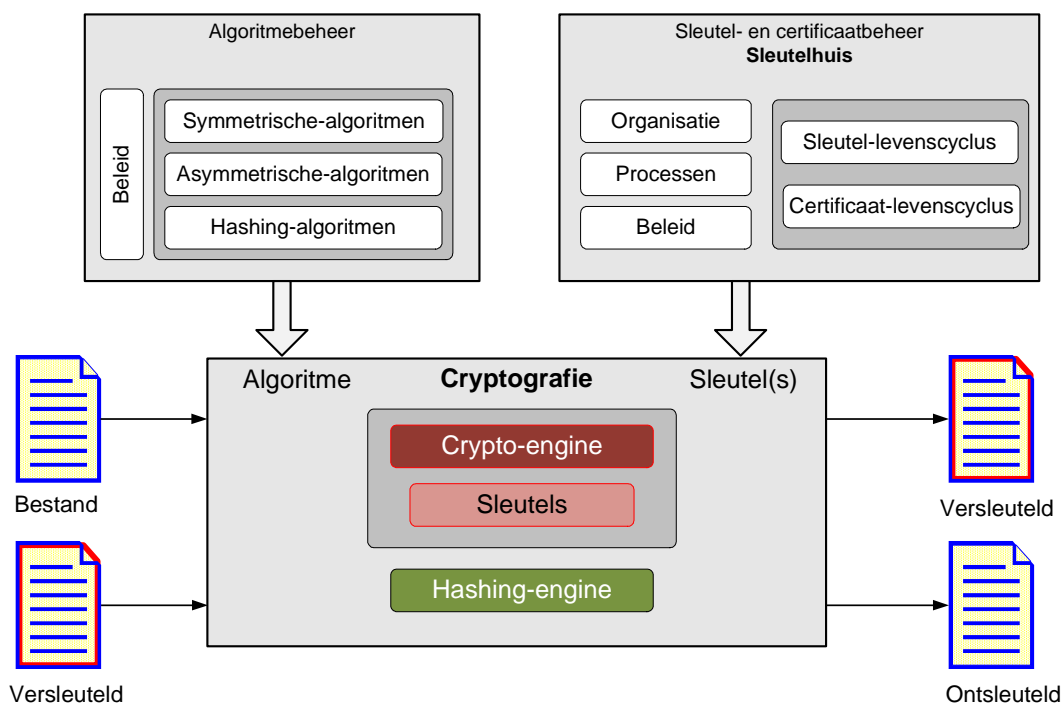 Algoritmebeheer
Beleid
Symmetrische-algoritmen
Asymmetrische-algoritmen
Hashing-algoritmen
Sleutel- en certificaatbeheer
Sleutelhuis
Organisatie
Processen
Beleid
Sleutel-levenscyclus
Certificaat-levenscyclus
Algoritme
Cryptografie
Sleutel(s)
Crypto-engine
Sleutels
Hashing-engine
Bestand
Versleuteld
Versleuteld
Ontsleuteld